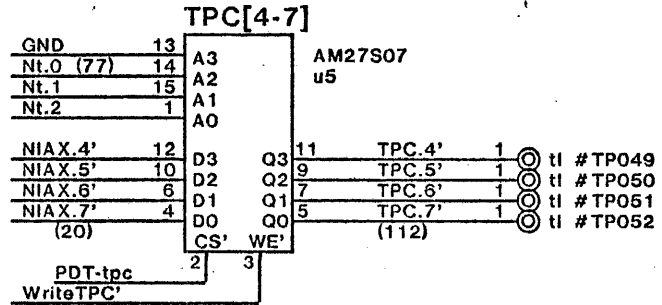 TPC[4-7]
GND 13 A3 AM27S07
Nt.0 (77) 14 A2 u5
Nt.1 15 A1
Nt.2 1 A0
NIAX.4' 12 D3 Q3 11 TPC.4' 1 tl #TP049
NIAX.5' 10 D2 Q2 9 TPC.5' 1 tl #TP050
NIAX.6' 6 D1 Q1 7 TPC.6' 1 tl #TP051
NIAX.7' 4 D0 Q0 5 TPC.7' 1 tl #TP052
(20) (112)
CS' WE'
PDT-tpc 2 3
WriteTPC'